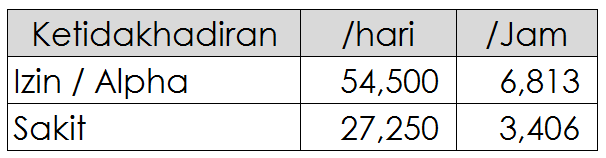 Ketidakhadiran /hari /Jam
Izin / Alpha 54,500 6,813
Sakit 27,250 3,406